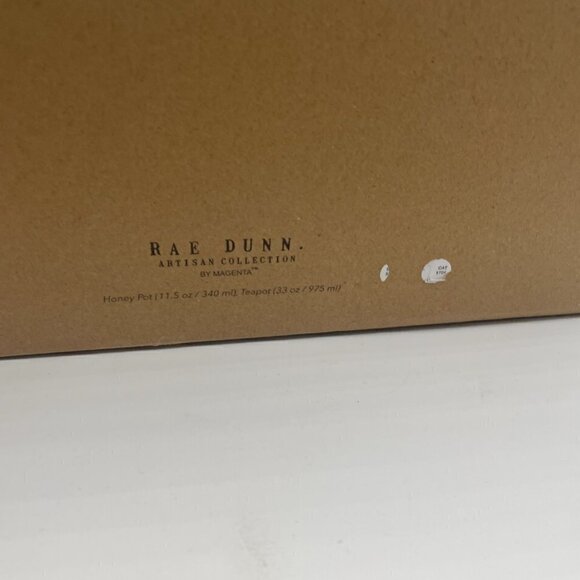 RAE DUNN.
ARTISAN COLLECTION
BY MAGENTA™
Honey Pot (11.5 oz / 340 ml); Teapot (33 oz / 975 ml)